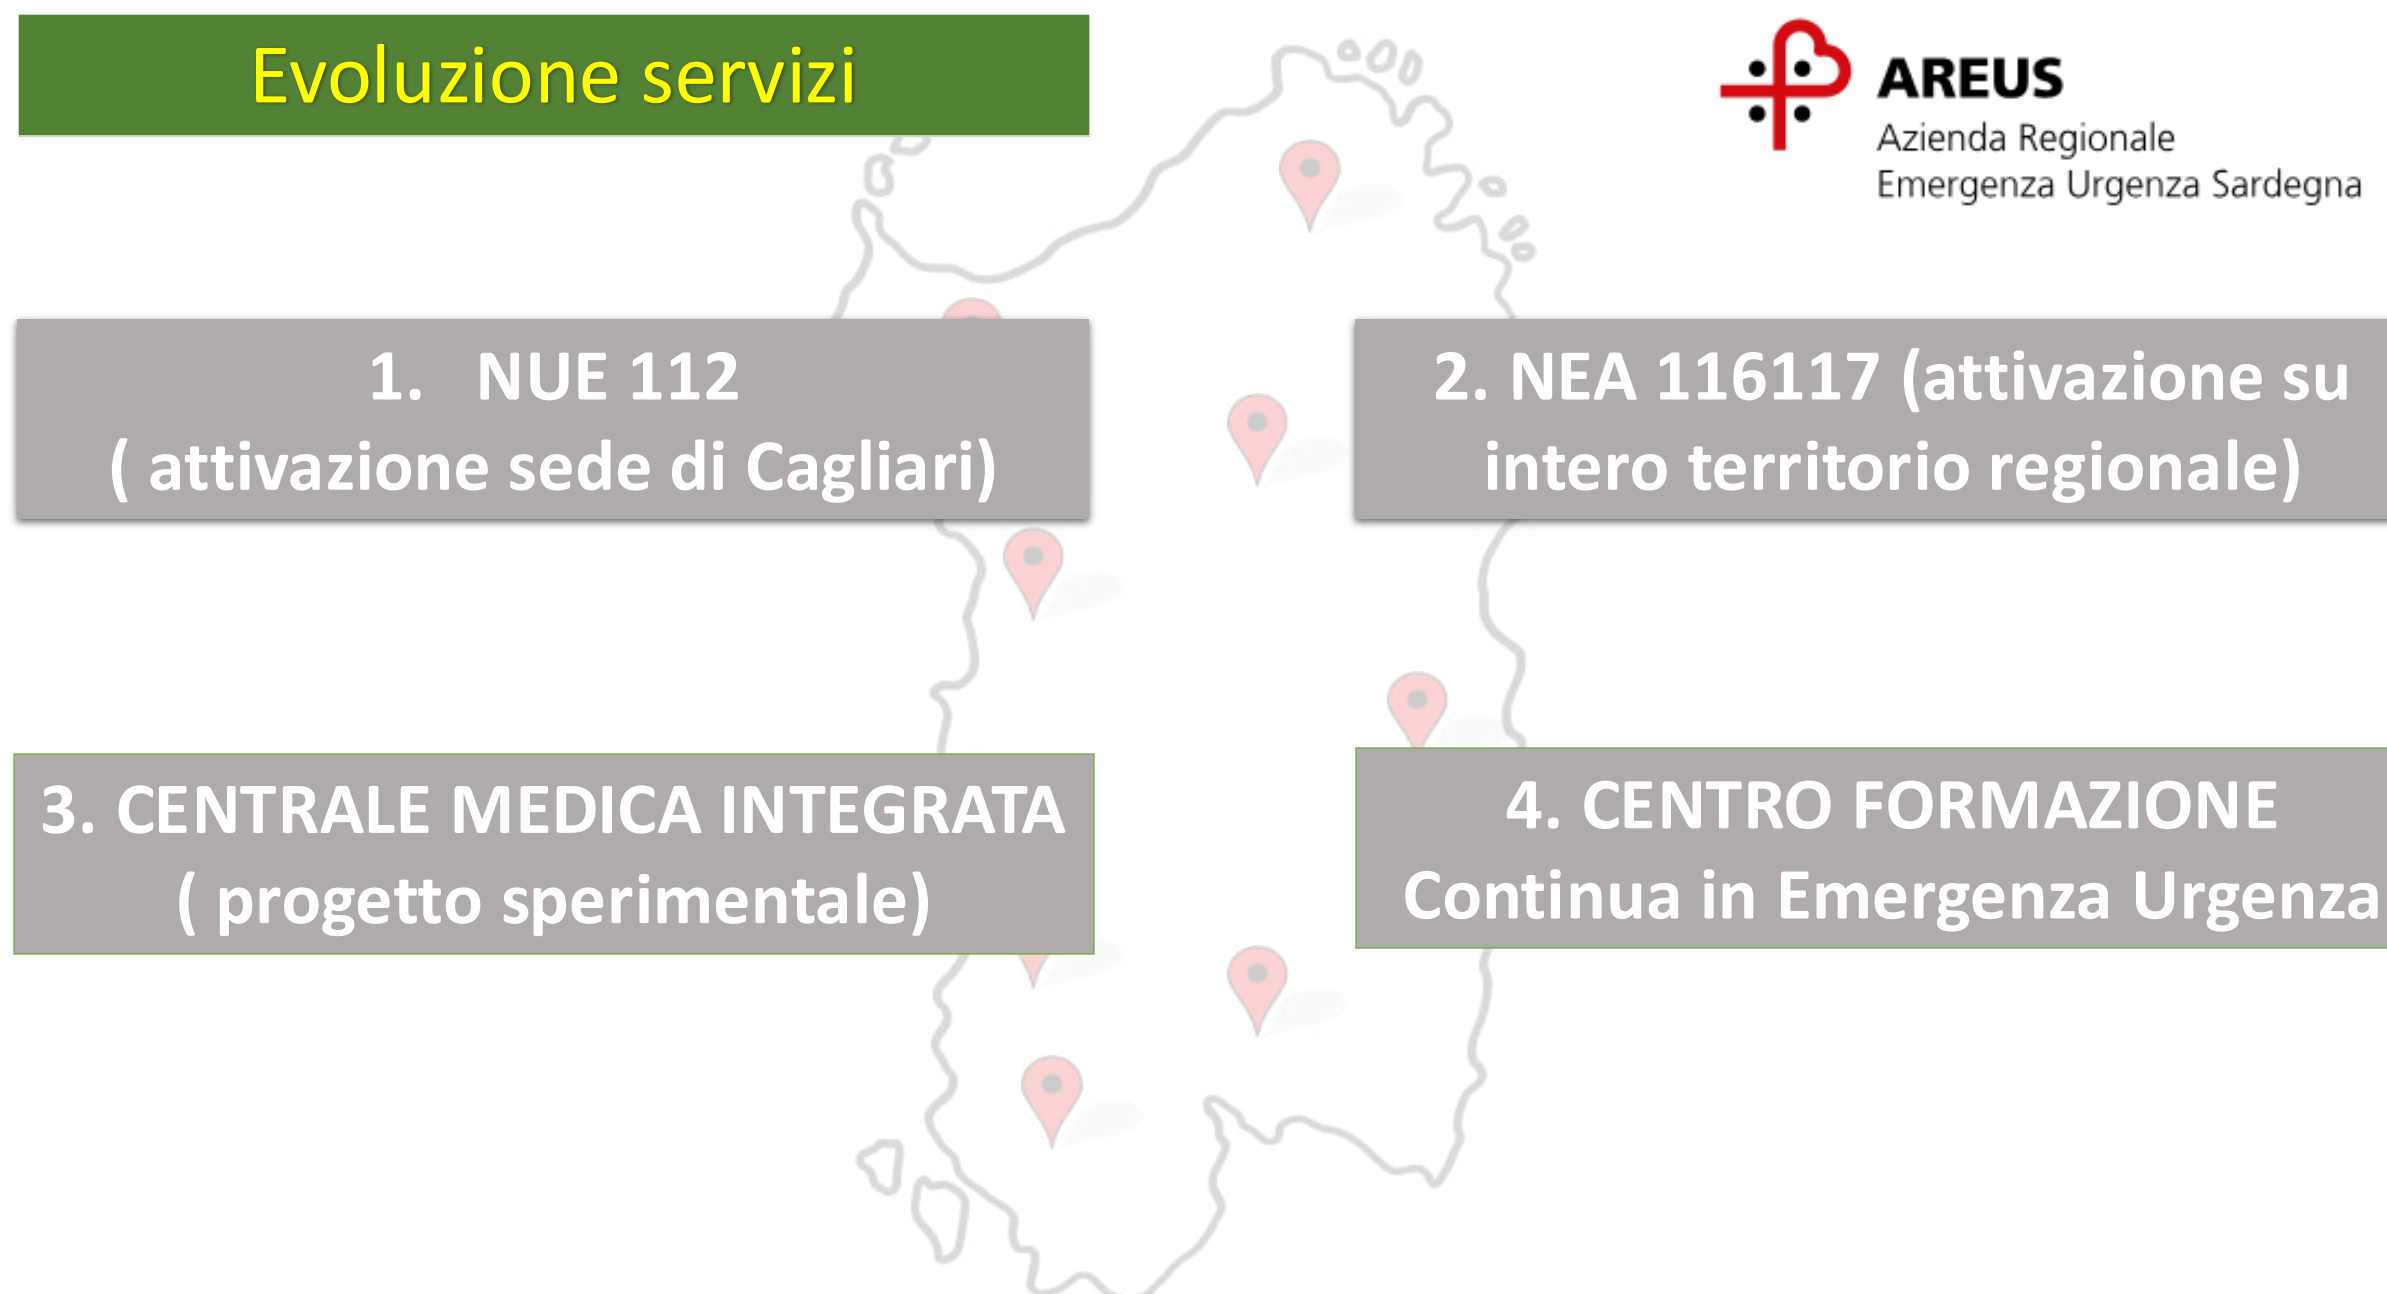 Evoluzione servizi
AREUS
Azienda Regionale
Emergenza Urgenza Sardegna
1. NUE 112
( attivazione sede di Cagliari)
2. NEA 116117 (attivazione su
intero territorio regionale)
3. CENTRALE MEDICA INTEGRATA
( progetto sperimentale)
4. CENTRO FORMAZIONE
Continua in Emergenza Urgenza